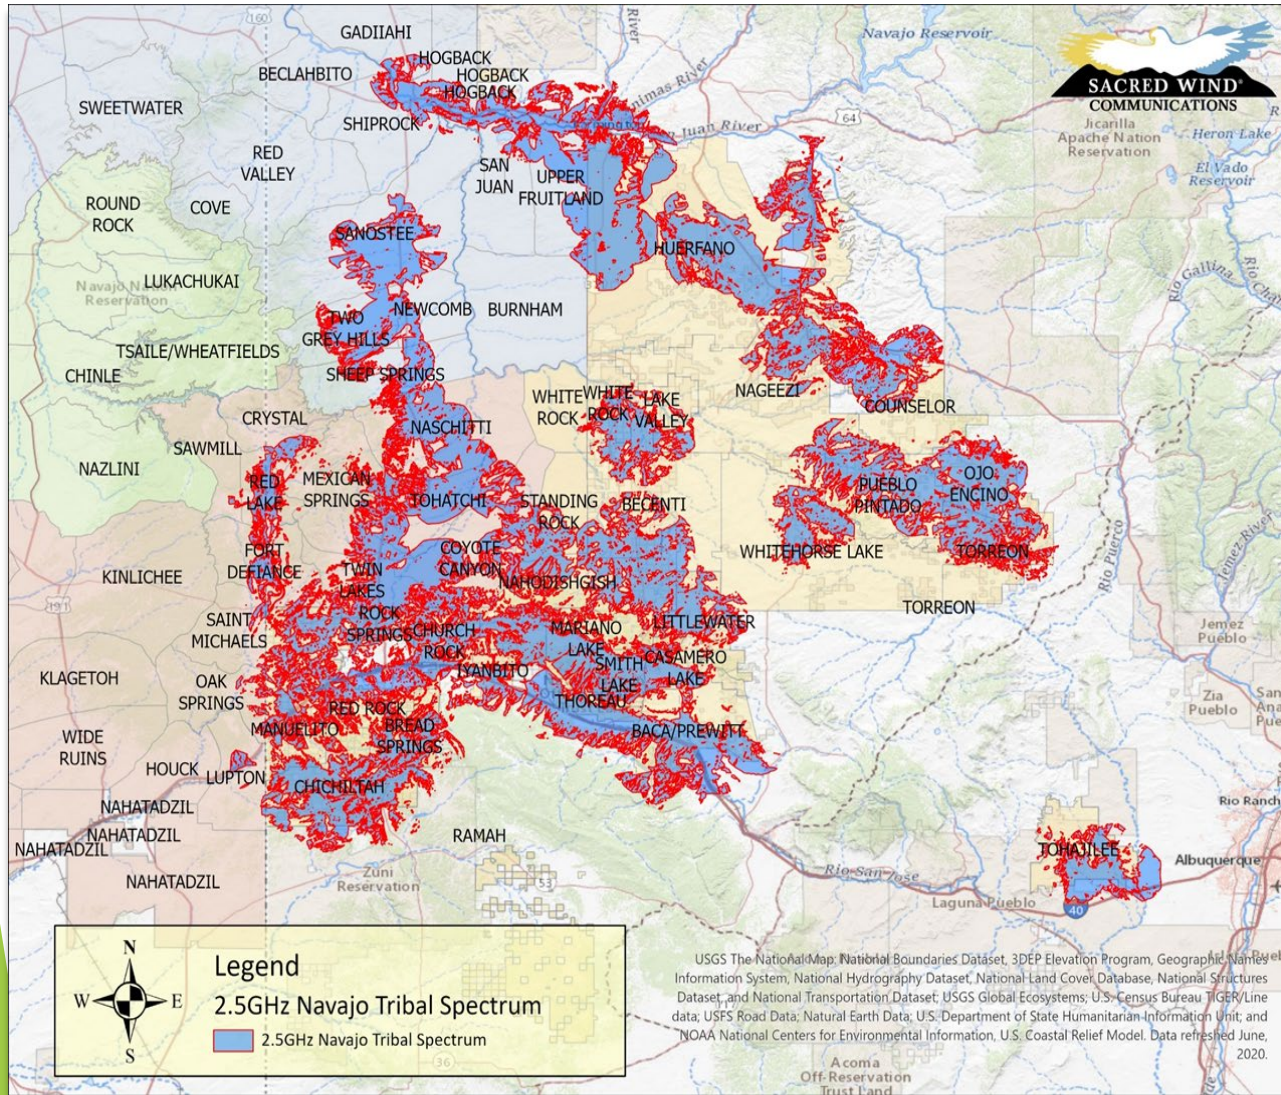 160
GADIIAHI
River
Navajo Reservoir
HOGBACK
HOGBACK
HOGBACK
BECLAHBITO
SACRED WIND®
COMMUNICATIONS
SWEETWATER
SHIPROCK
64
Jicarilla
Apache Nation
Reservation
Heron Lake
El Vado
Reservoir
RED
VALLEY
SAN
JUAN
UPPER
FRUITLAND
ROUND
ROCK
COVE
SANOSTEE
HUERFANO
LUKACHUKAI
Reservation
Rio Gallina
TWO
GREY HILLS
NEWCOMB
BURNHAM
TSAILE/WHEATFIELDS
CHINLE
SHEEP SPRINGS
WHITE
ROCK
WHITE
ROCK
LAKE
VALLEY
NAGEEZI
COUNSELOR
CRYSTAL
SAWMILL
NASCHITTI
NAZLINI
RED
LAKE
MEXICAN
SPRINGS
TOHATCHI
STANDING
ROCK
BECENTI
PUEBLO
PINTADO
OJO
ENCINO
WHITEHORSE LAKE
TORREON
Rio Puerco
Jemez River
FORT
DEFIANCE
KINLICHEE
TWIN
LAKES
COYOTE
CANYON
NAHODISHGISH
191
TORREON
SAINT
MICHAELS
ROCK
SPRINGS
CHURCH
ROCK
MARIANO
LAKE
LITTLEWATER
Jemez
Pueblo
KLAGETOH
OAK
SPRINGS
IYANBITO
SMITH
LAKE
CASAMERO
LAKE
THOREAU
Zia
Pueblo
RED ROCK
MANUELITO
BREAD
SPRINGS
BACA/PREWITT
WIDE
RUINS
HOUCK
LUPTON
CHICHILTAH
NAHATADZIL
NAHATADZIL
NAHATADZIL
NAHATADZIL
RAMAH
Rio Ranch
TOHAJILEE
Albuquerque
Zuni
Reservation
53
Rio San Jose
Laguna Pueblo
40
N
W
E
S
Legend
2.5GHz Navajo Tribal Spectrum
2.5GHz Navajo Tribal Spectrum
36
USGS The National Map: National Boundaries Dataset, 3DEP Elevation Program, Geographic Names
Information System, National Hydrography Dataset, National Land Cover Database, National Structures
Dataset, and National Transportation Dataset; USGS Global Ecosystems; U.S. Census Bureau TIGER/Line
data; USFS Road Data; Natural Earth Data; U.S. Department of State Humanitarian Information Unit; and
NOAA National Centers for Environmental Information, U.S. Coastal Relief Model. Data refreshed June,
2020.
Acoma
Off-Reservation
Trust Land